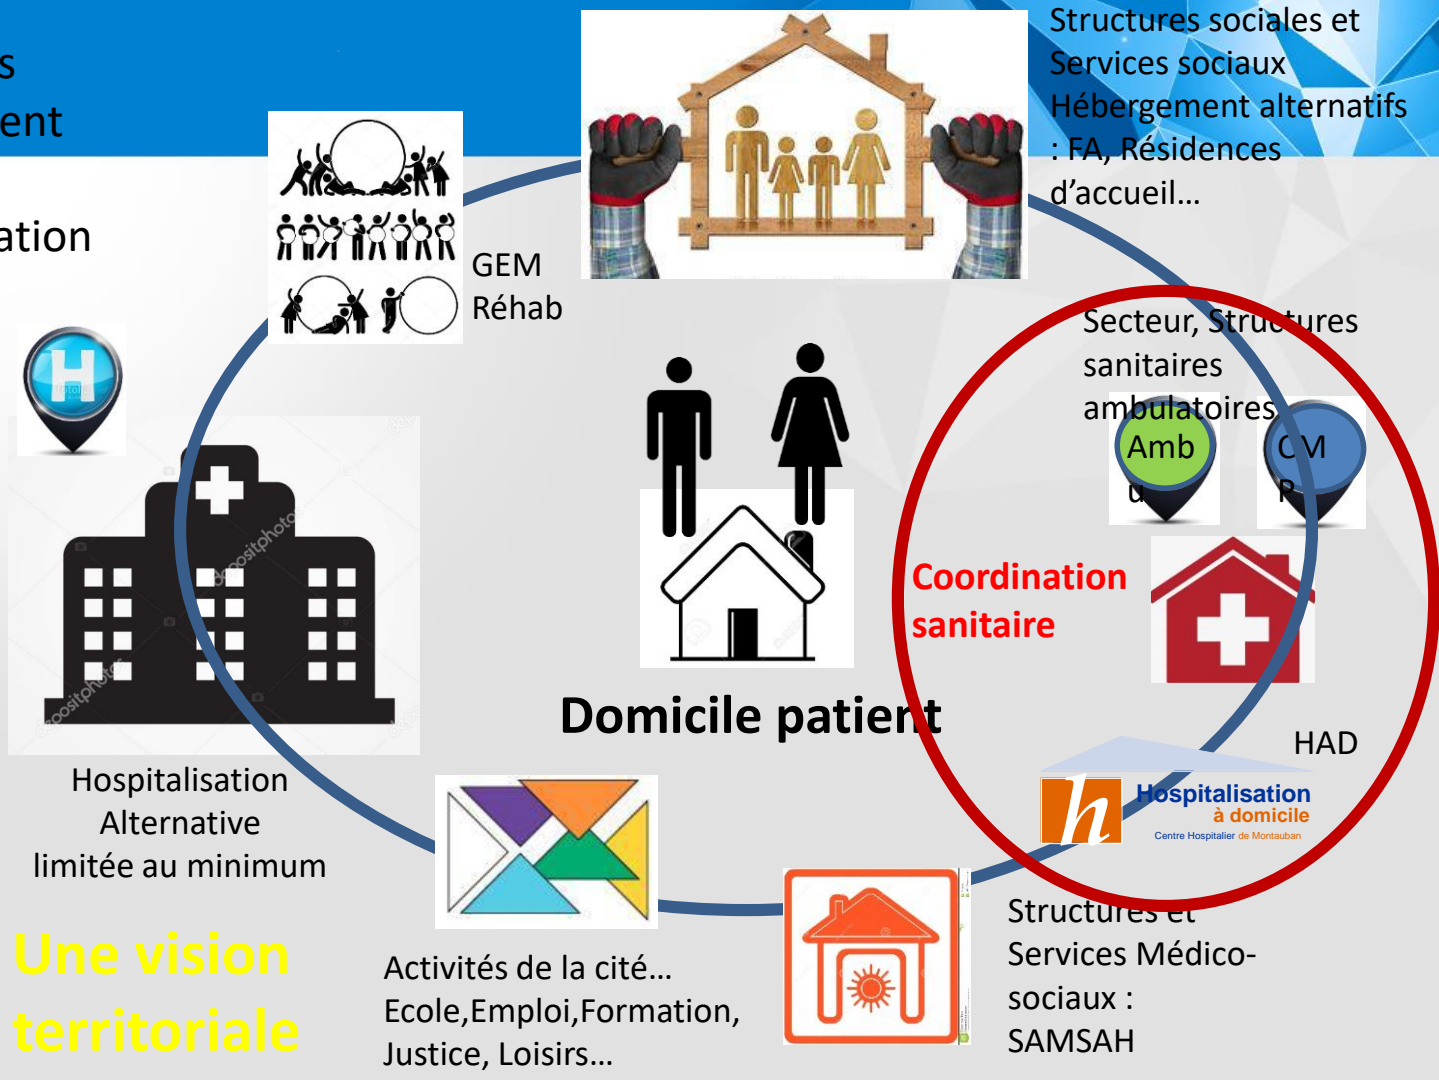 s
ent
ation
Structures sociales et
Services sociaux
Hébergement alternatifs
: FA, Résidences
d’accueil…
GEM
Réhab
H
Secteur, Structures
sanitaires
ambulatoires
Amb
u
CM
P
Coordination
sanitaire
Domicile patient
HAD
h
Hospitalisation
à domicile
Centre Hospitalier de Montauban
depositphotos
depositphotos
Hospitalisation
Alternative
limitée au minimum
Une vision
territoriale
Activités de la cité…
Ecole,Emploi,Formation,
Justice, Loisirs…
Structures et
Services Médico-
sociaux :
SAMSAH